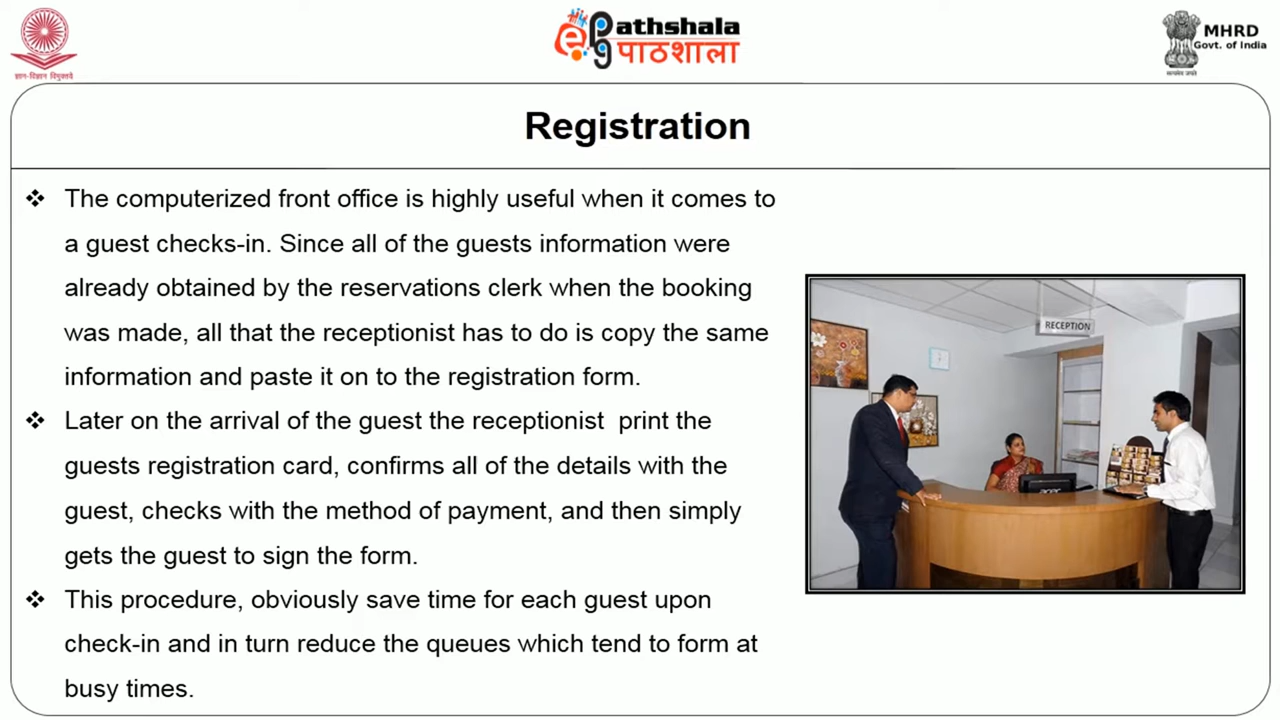 ज्ञान-विज्ञान विमुक्तये
ePathshala
पाठशाला
MHRD
Govt. of India
सत्यमेव जयते
Registration
❖ The computerized front office is highly useful when it comes to
a guest checks-in. Since all of the guests information were
already obtained by the reservations clerk when the booking
was made, all that the receptionist has to do is copy the same
information and paste it on to the registration form.
❖ Later on the arrival of the guest the receptionist  print the
guests registration card, confirms all of the details with the
guest, checks with the method of payment, and then simply
gets the guest to sign the form.
❖ This procedure, obviously save time for each guest upon
check-in and in turn reduce the queues which tend to form at
busy times.
RECEPTION
acer